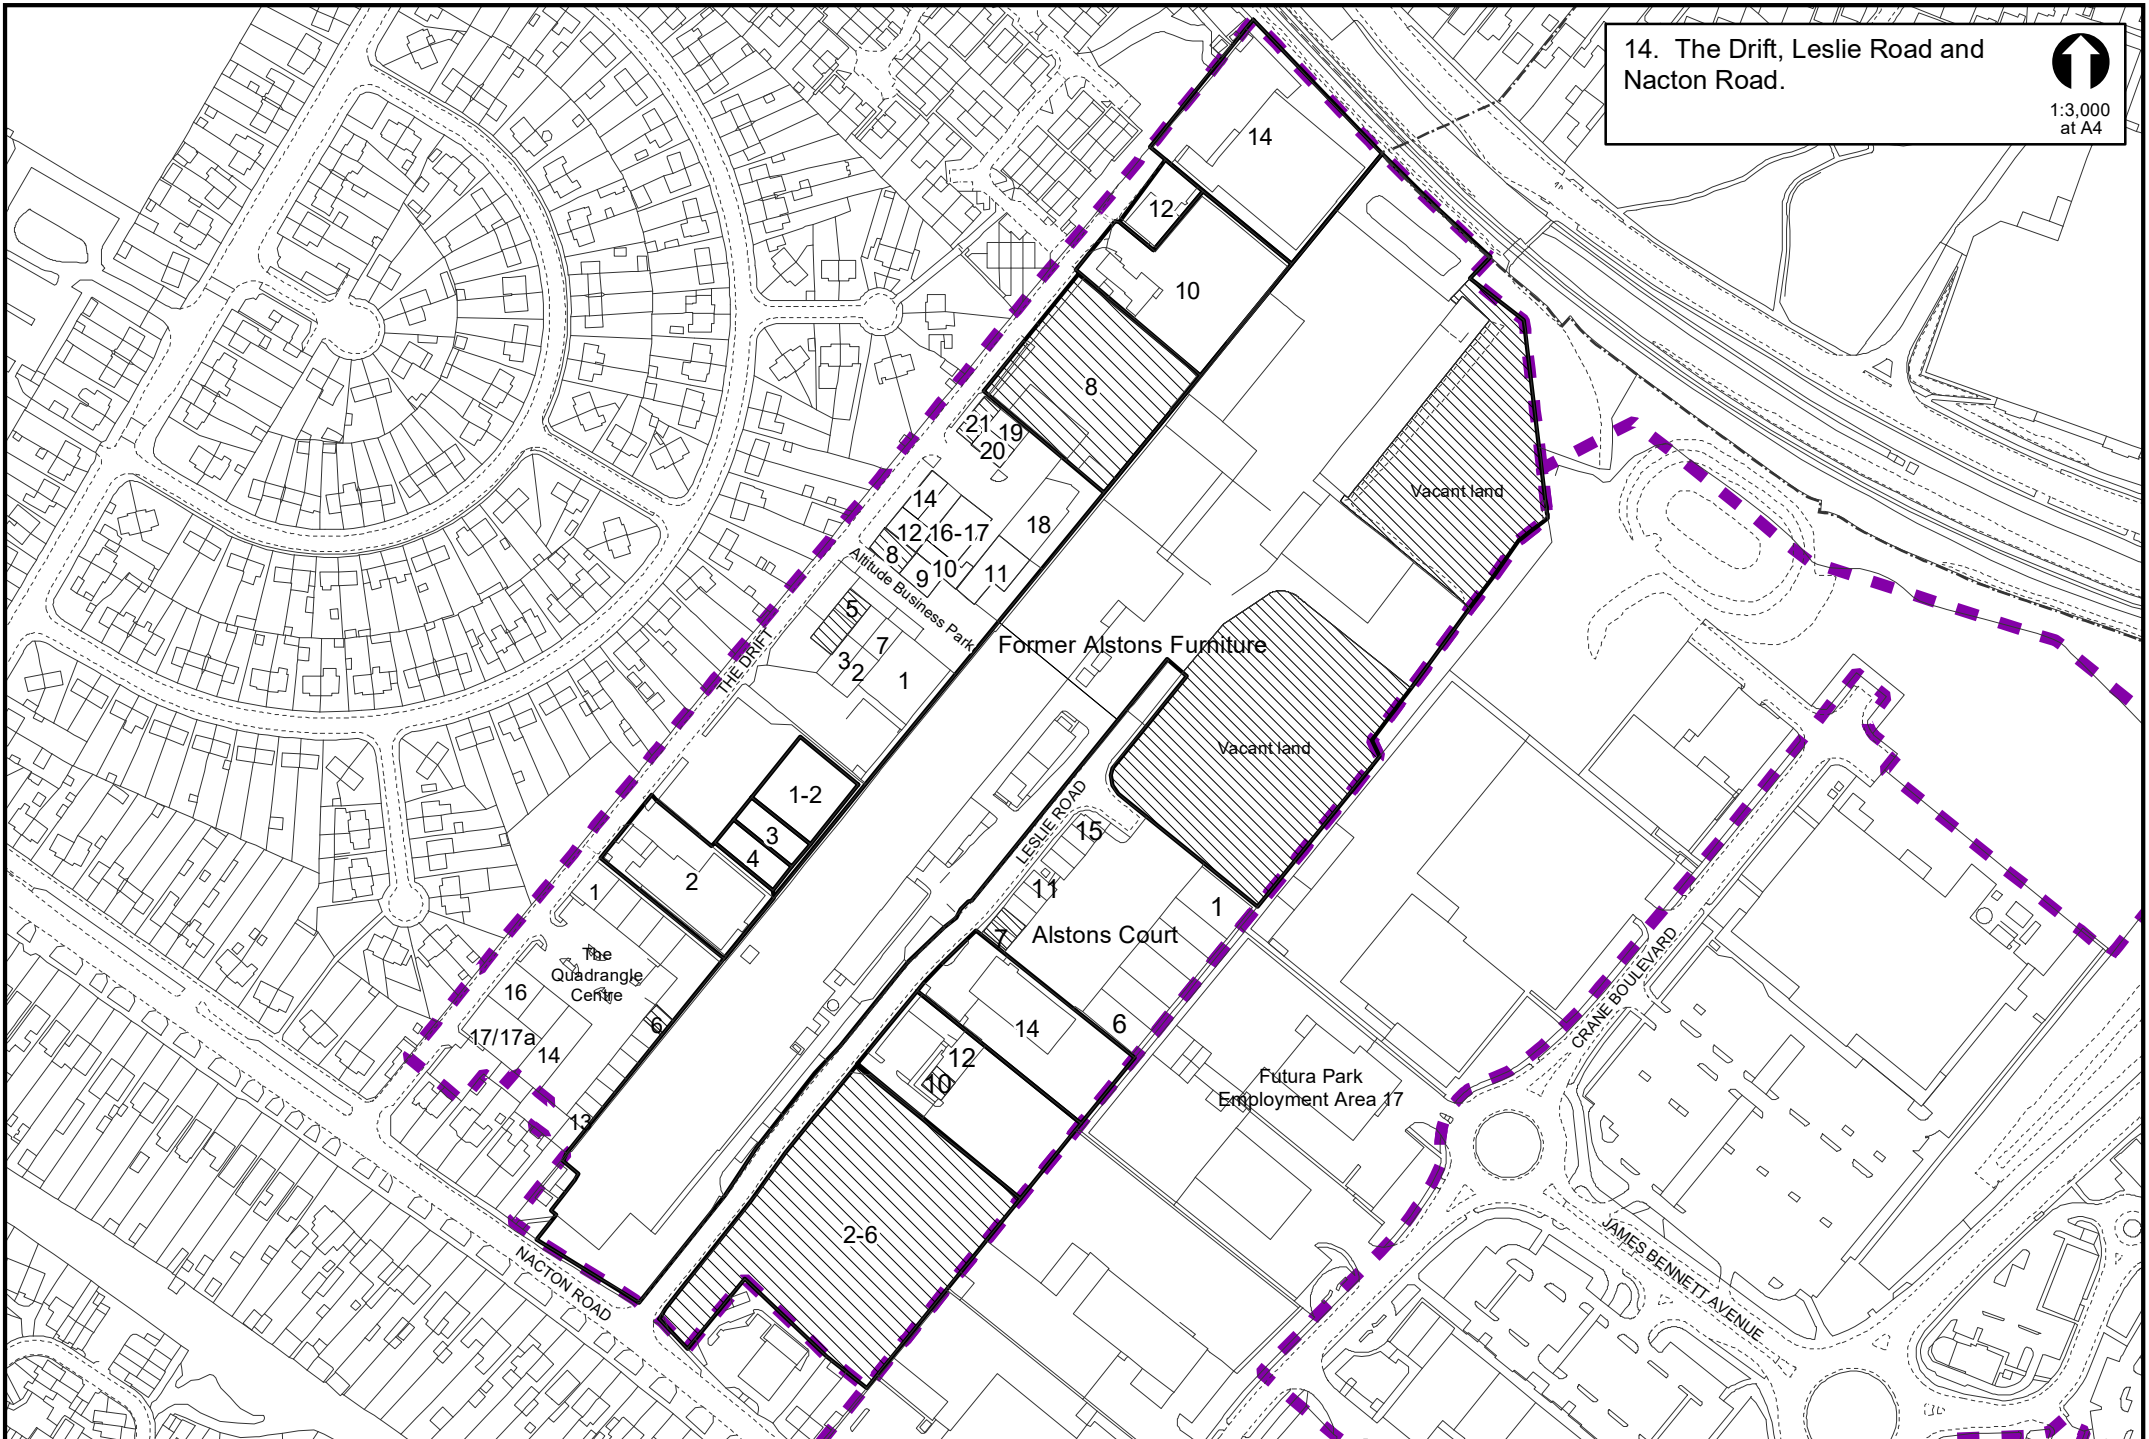 14. The Drift, Leslie Road and
Nacton Road.
1:3,000
at A4
14
12
10
8
21
19
20
14
12
16-17
18
8
9
10
11
Altitude Business Park
5
7
3
2
1
THE DRIFT
Vacant land
Former Alstons Furniture
Vacant land
1-2
3
4
2
1
LESLIE ROAD
15
11
1
7
Alstons Court
The
Quadrangle
Centre
16
17/17a
14
6
13
14
6
12
10
Futura Park
Employment Area 17
CRANE BOULEVARD
2-6
NACTON ROAD
JAMES BENNETT AVENUE